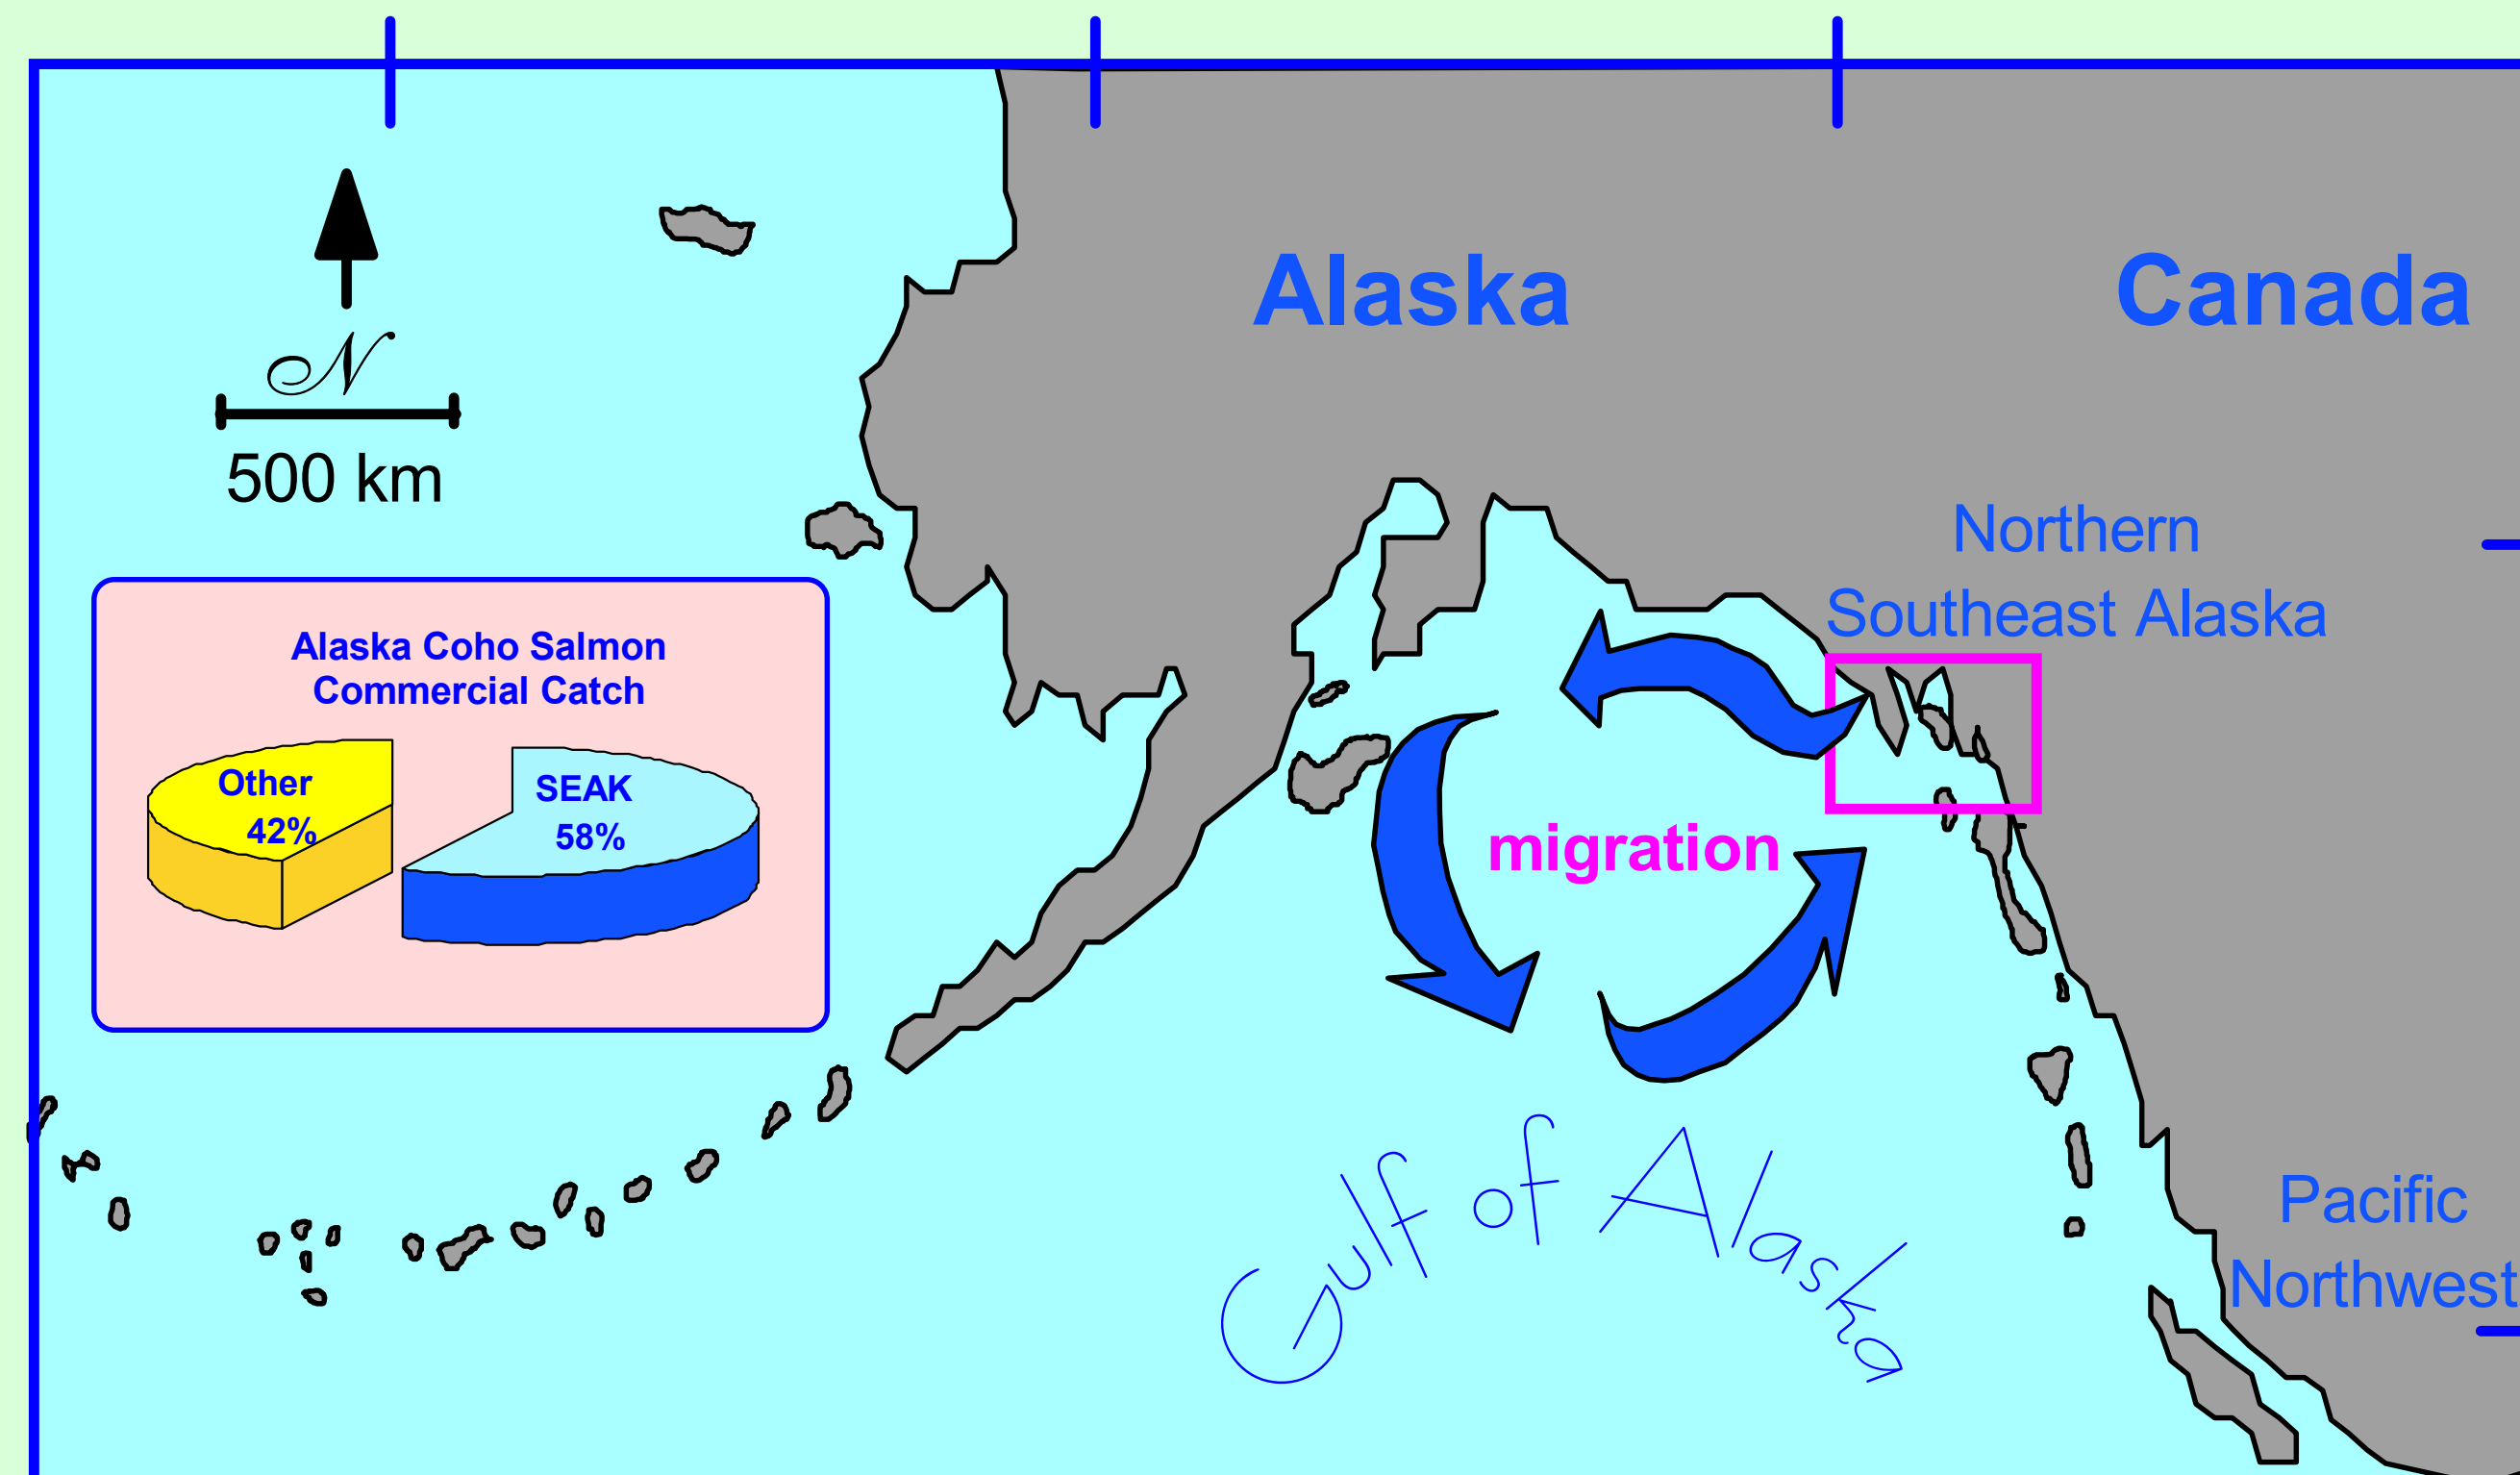 Alaska
Canada
N
500 km
Northern
Southeast Alaska
Alaska Coho Salmon
Commercial Catch
Other
42%
SEAK
58%
migration
Gulf of Alaska
Pacific
Northwest